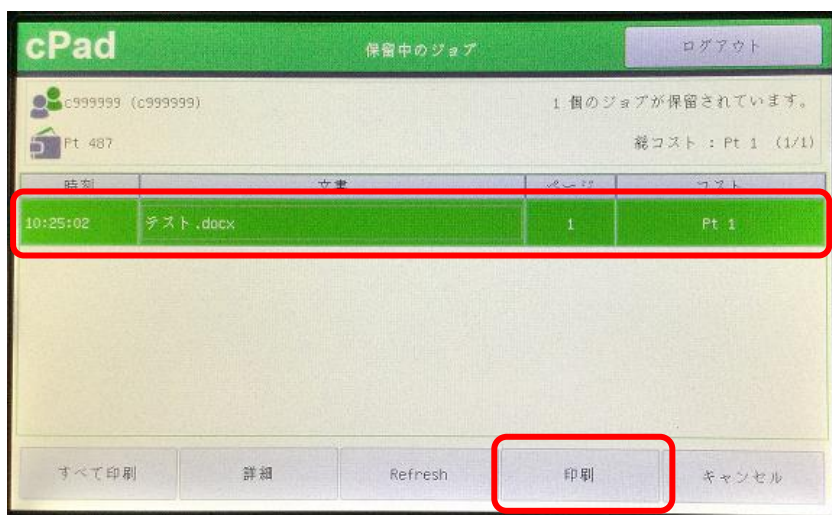 cPad 保留中のジョブ ログアウト
c999999 (c999999) 1 個のジョブが保留されています。
Pt 487 総コスト : Pt 1 (1/1)
時刻 文書 ページ コスト
10:25:02 テスト.docx 1 Pt 1
すべて印刷 詳細 Refresh 印刷 キャンセル